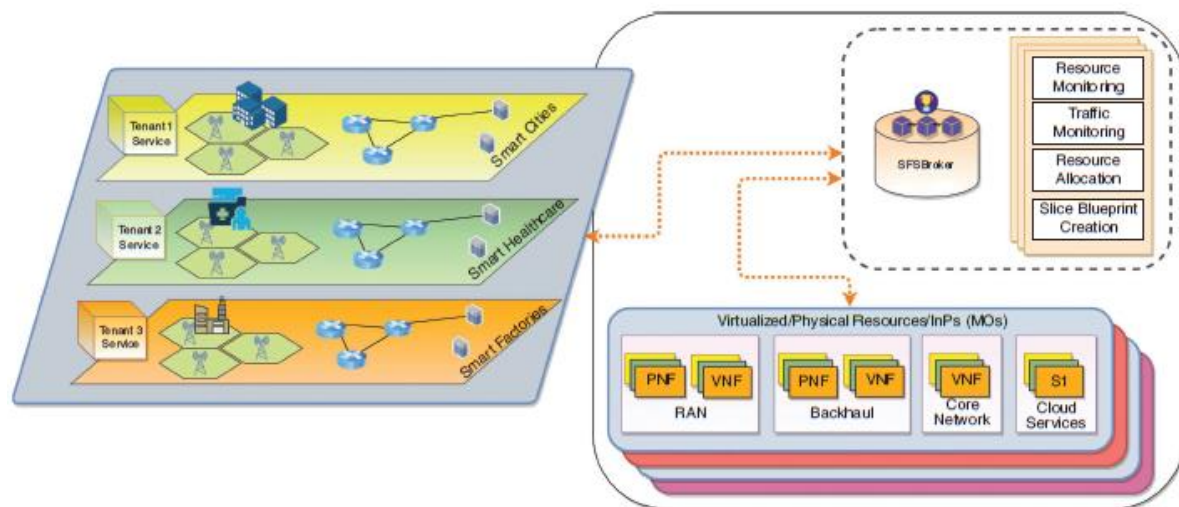 Tenant 1
Service
Smart Cities
Tenant 2
Service
Smart Healthcare
Tenant 3
Service
Smart Factories
SFSBroker
Resource
Monitoring
Traffic
Monitoring
Resource
Allocation
Slice Blueprint
Creation
Virtualized/Physical Resources/InPs (MOs)
PNF
VNF
RAN
PNF
VNF
Backhaul
VNF
Core
Network
S1
Cloud
Services